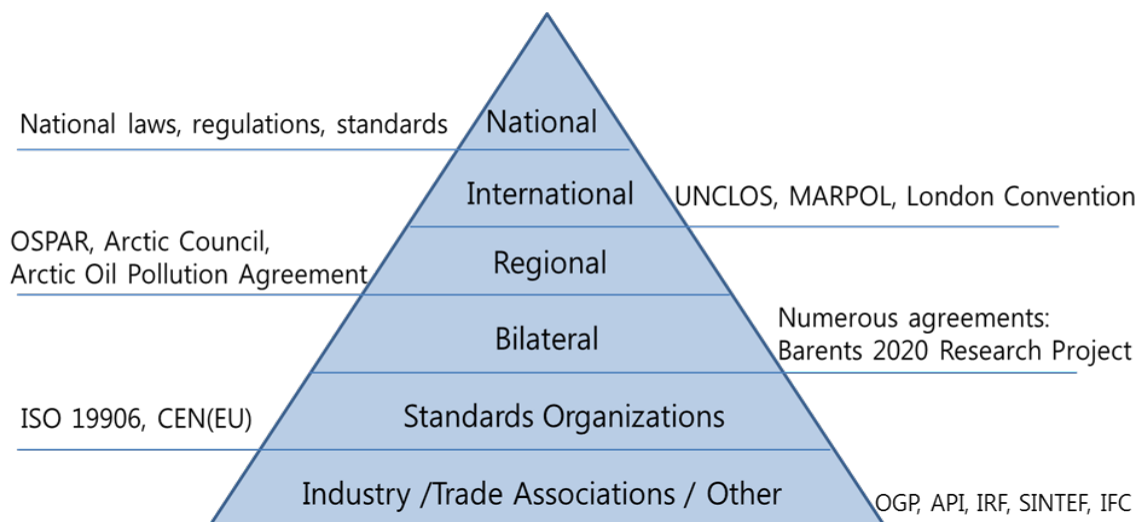 National laws, regulations, standards
National
International
UNCLOS, MARPOL, London Convention
OSPAR, Arctic Council,
Arctic Oil Pollution Agreement
Regional
Bilateral
Numerous agreements:
Barents 2020 Research Project
ISO 19906, CEN(EU)
Standards Organizations
Industry /Trade Associations / Other
OGP, API, IRF, SINTEF, IFC